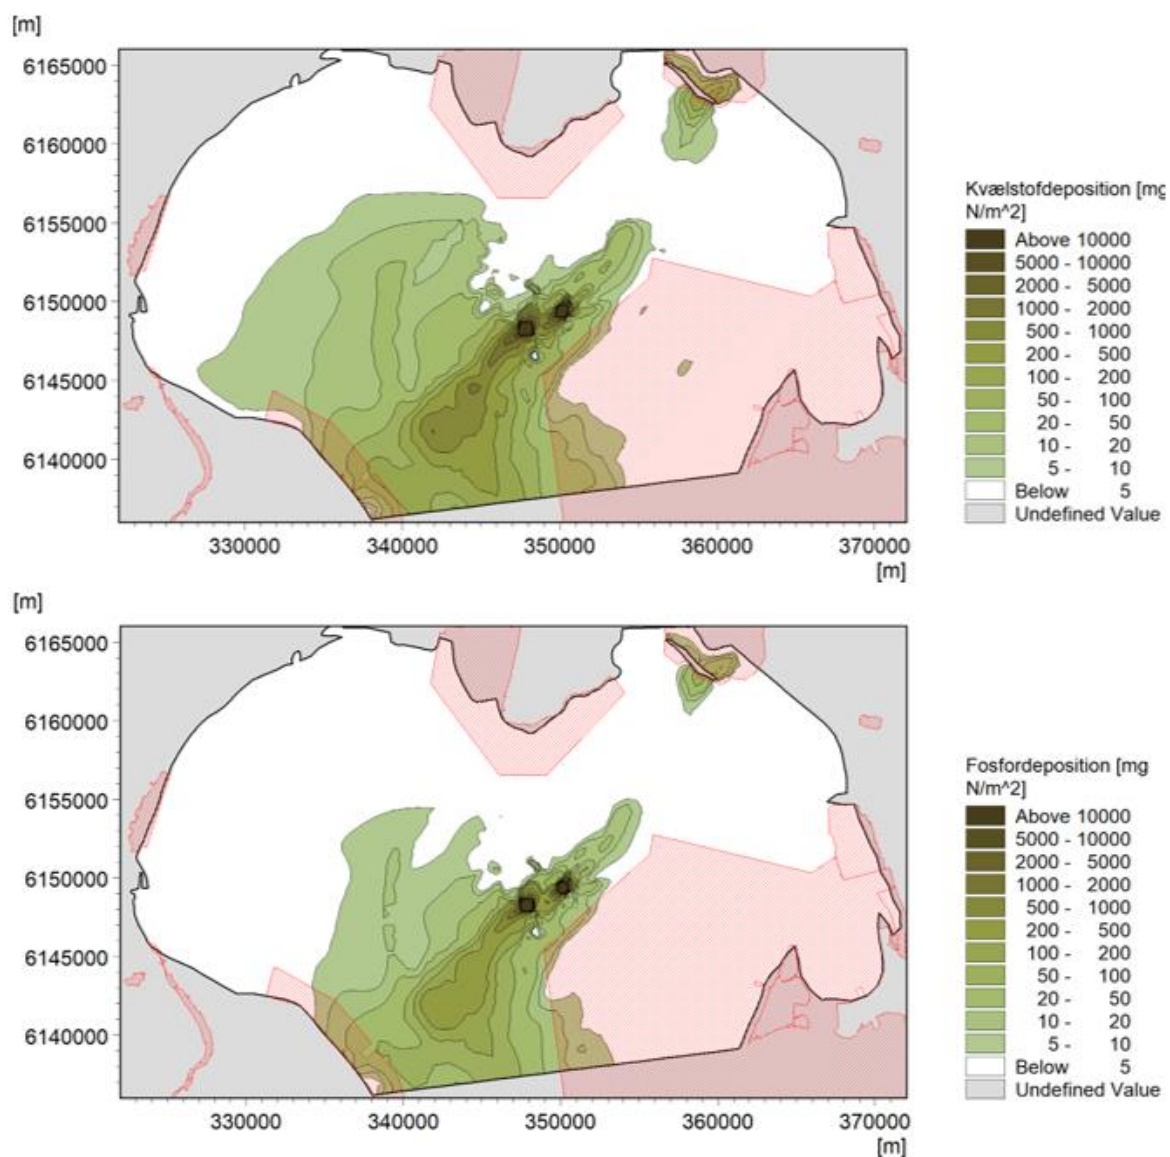 [m]
6165000
6160000
6155000
6150000
6145000
6140000
330000 340000 350000 360000 370000
[m]
Kvælstofdeposition [mg
N/m^2]
Above 10000
5000 - 10000
2000 - 5000
1000 - 2000
500 - 1000
200 - 500
100 - 200
50 - 100
20 - 50
10 - 20
5 - 10
Below 5
Undefined Value
[m]
6165000
6160000
6155000
6150000
6145000
6140000
330000 340000 350000 360000 370000
[m]
Fosfordeposition [mg
N/m^2]
Above 10000
5000 - 10000
2000 - 5000
1000 - 2000
500 - 1000
200 - 500
100 - 200
50 - 100
20 - 50
10 - 20
5 - 10
Below 5
Undefined Value